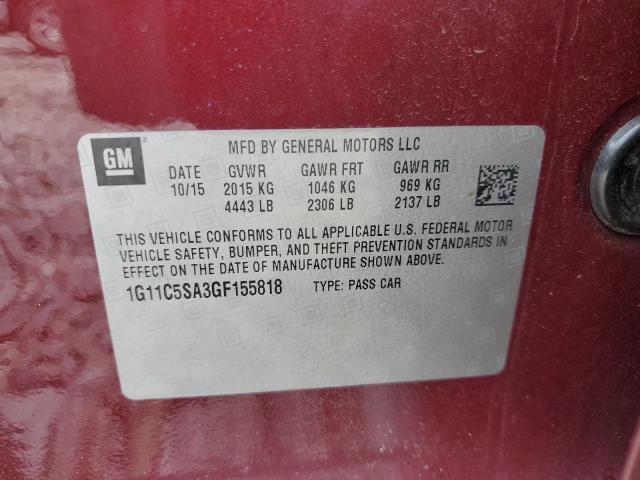 GM
MFD BY GENERAL MOTORS LLC
DATE GVWR GAWR FRT GAWR RR
10/15 2015 KG 1046 KG 969 KG
4443 LB 2306 LB 2137 LB
THIS VEHICLE CONFORMS TO ALL APPLICABLE U.S. FEDERAL MOTOR
VEHICLE SAFETY, BUMPER, AND THEFT PREVENTION STANDARDS IN
EFFECT ON THE DATE OF MANUFACTURE SHOWN ABOVE.
1G11C5SA3GF155818 TYPE: PASS CAR